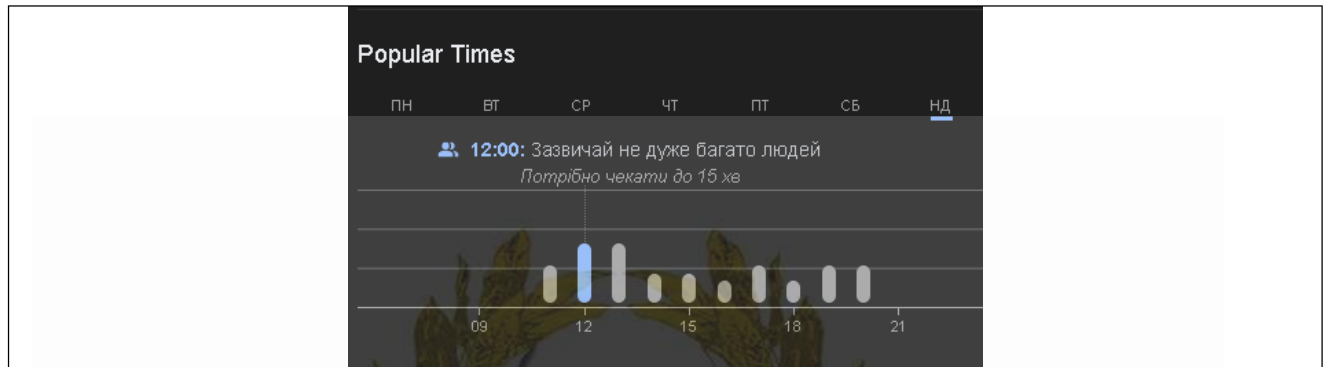 Popular Times
ПН ВТ СР ЧТ ПТ СБ НД
12:00: Зазвичай не дуже багато людей
Потрібно чекати до 15 хв
09 12 15 18 21